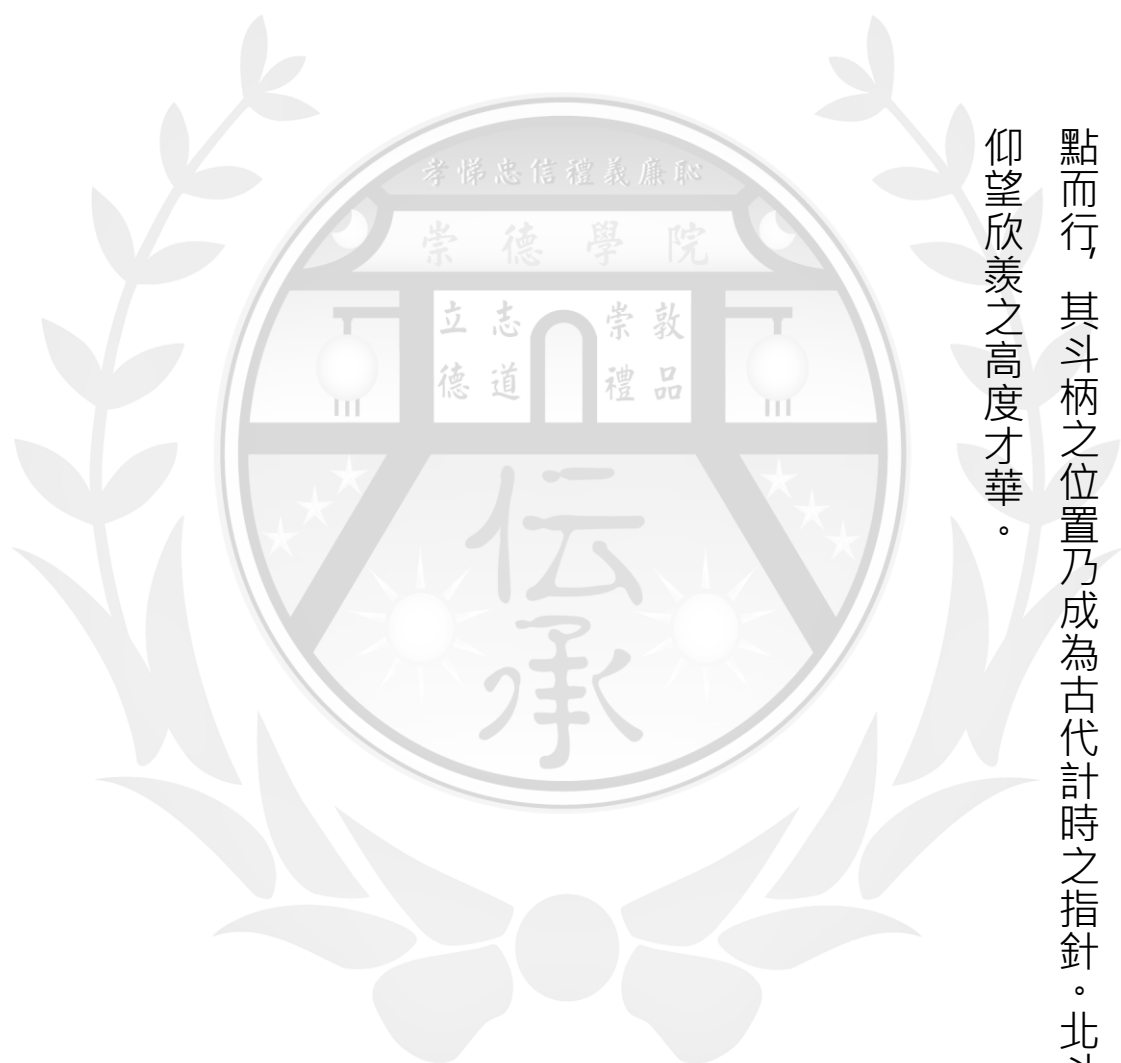 點而行，其斗柄之位置乃成為古代計時之指針。北
仰望欣羨之高度才華。
孝悌忠信禮義廉恥
崇德學院
敦品
崇禮
志道
立德
伝承